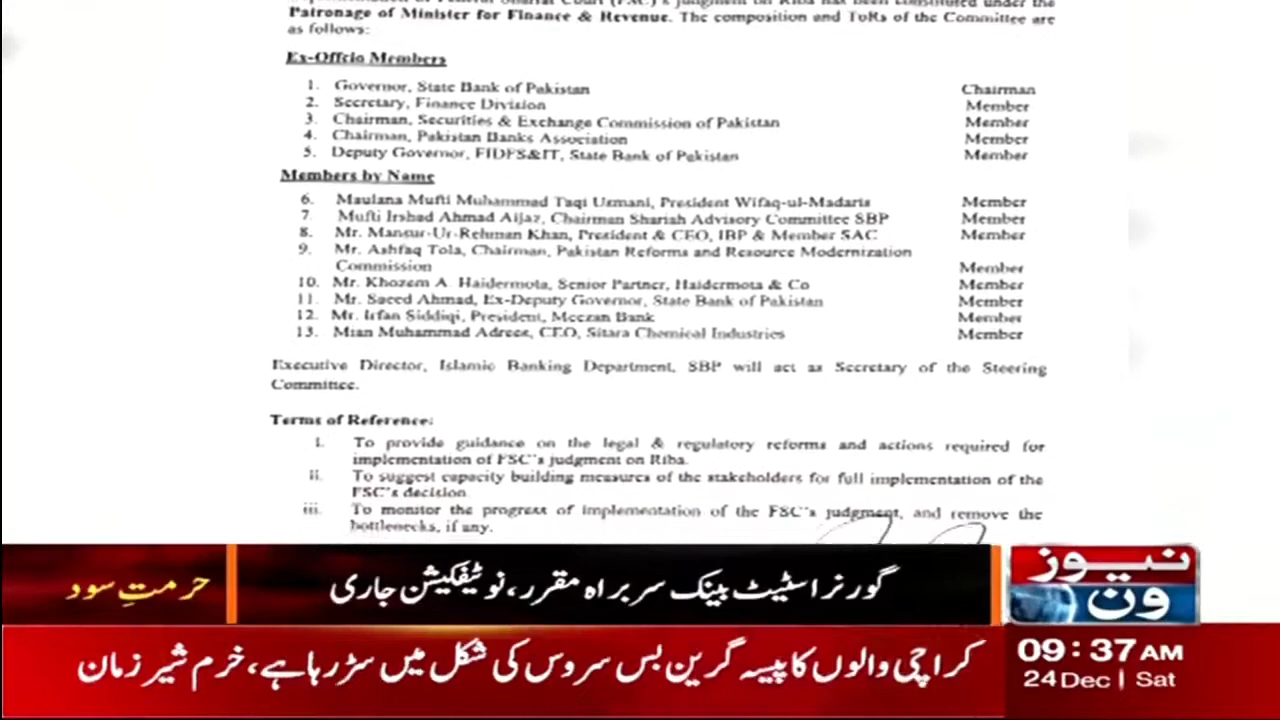 Patronage of Minister for Finance & Revenue. The composition and ToRs of the Committee are
as follows:
Ex-Offcio Members
1. Governor, State Bank of Pakistan Chairman
2. Secretary, Finance Division Member
3. Chairman, Securities & Exchange Commission of Pakistan Member
4. Chairman, Pakistan Banks Association Member
5. Deputy Governor, FIDFS&IT, State Bank of Pakistan Member
Members by Name
6. Maulana Mufti Muhammad Taqi Usmani, President Wifaq-ul-Madaris Member
7. Mufti Irshad Ahmad Aijaz, Chairman Shariah Advisory Committee SBP Member
8. Mr. Mansur-Ur-Rehman Khan, President & CEO, IBP & Member SAC Member
9. Mr. Ashfaq Tola, Chairman, Pakistan Reforms and Resource Modernization
Commission Member
10. Mr. Khozem A. Haidermota, Senior Partner, Haidermota & Co Member
11. Mr. Saeed Ahmad, Ex-Deputy Governor, State Bank of Pakistan Member
12. Mr. Irfan Siddiqi, President, Meezan Bank Member
13. Mian Muhammad Adrees, CEO, Sitara Chemical Industries Member
Executive Director, Islamic Banking Department, SBP will act as Secretary of the Steering
Committee.
Terms of Reference:
i. To provide guidance on the legal & regulatory reforms and actions required for
implementation of FSC's judgment on Riba.
ii. To suggest capacity building measures of the stakeholders for full implementation of the
FSC's decision
iii. To monitor the progress of implementation of the FSC's judgment, and remove the
bottlenecks, if any.
حرمتِ سود
گورنر اسٹیٹ بینک سربراہ مقرر، نوٹیفکیشن جاری
نیوز
ون
کراچی والوں کا پیسہ گرین بس سروس کی شکل میں سڑ رہا ہے، خرم شیر زمان
09:37 AM
24 Dec | Sat